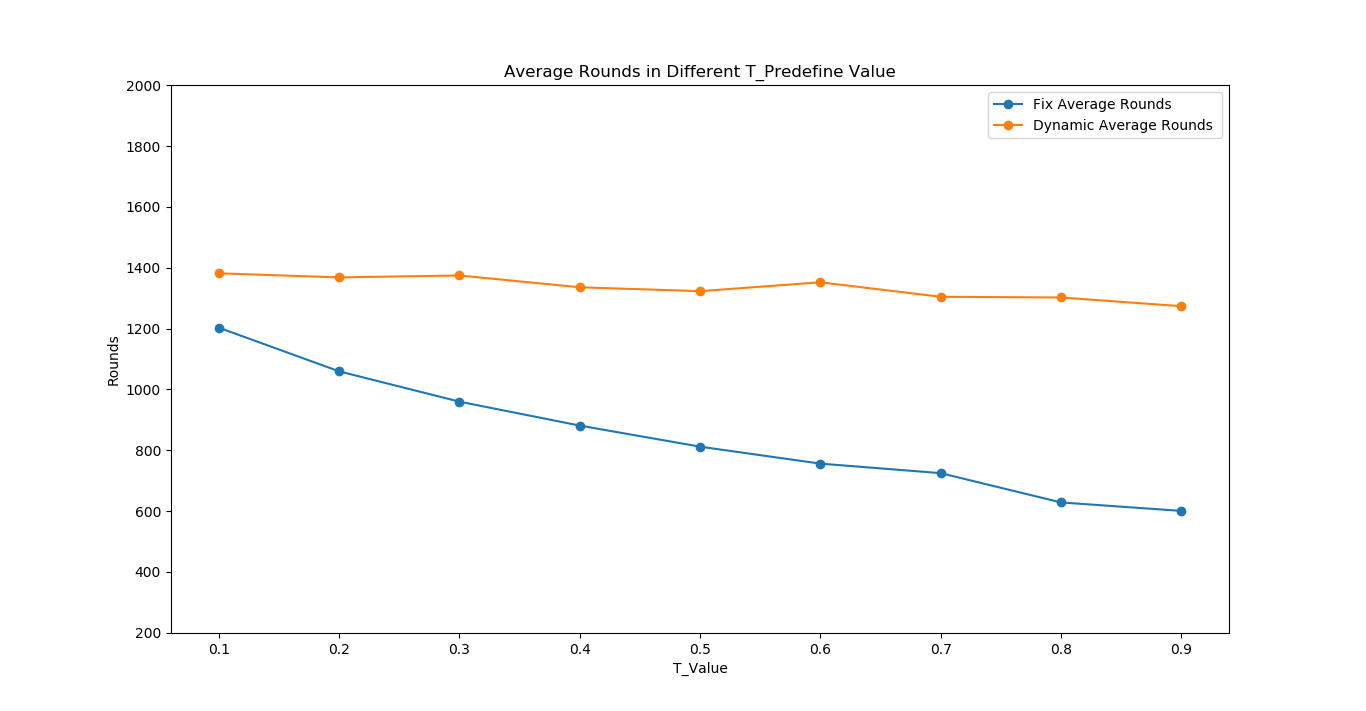 Average Rounds in Different T_Predefine Value
Fix Average Rounds
Dynamic Average Rounds
2000
1800
1600
1400
1200
1000
800
600
400
200
Rounds
0.1 0.2 0.3 0.4 0.5 0.6 0.7 0.8 0.9
T_Value